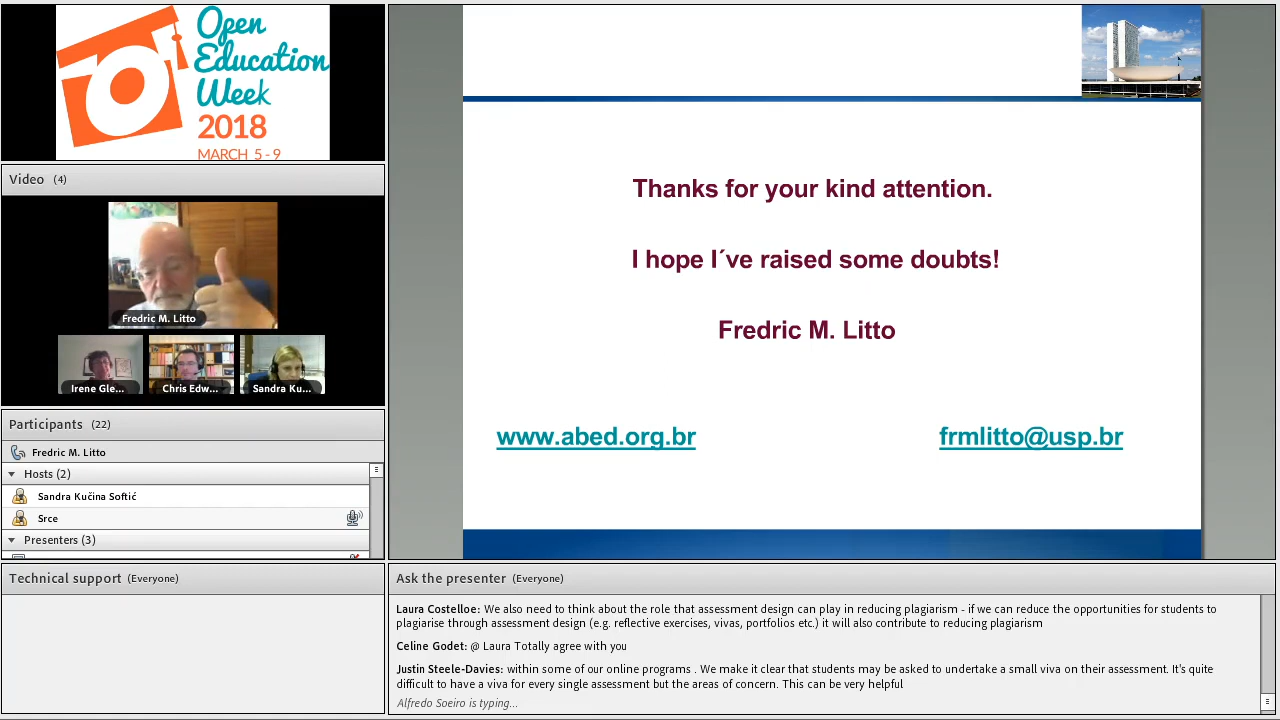 Open
Education
Week
2018
MARCH 5 - 9
Video (4)
Fredric M. Litto
Irene Gle...
Chris Edw...
Sandra Ku...
Participants (22)
Fredric M. Litto
Hosts (2)
Sandra Kučina Softić
Srce
Presenters (3)
Technical support (Everyone)
Thanks for your kind attention.
I hope I´ve raised some doubts!
Fredric M. Litto
www.abed.org.br
frmlitto@usp.br
Ask the presenter (Everyone)
Laura Costelloe: We also need to think about the role that assessment design can play in reducing plagiarism - if we can reduce the opportunities for students to
plagiarise through assessment design (e.g. reflective exercises, vivas, portfolios etc.) it will also contribute to reducing plagiarism
Celine Godet: @ Laura Totally agree with you
Justin Steele-Davies: within some of our online programs . We make it clear that students may be asked to undertake a small viva on their assessment. It's quite
difficult to have a viva for every single assessment but the areas of concern. This can be very helpful
Alfredo Soeiro is typing...